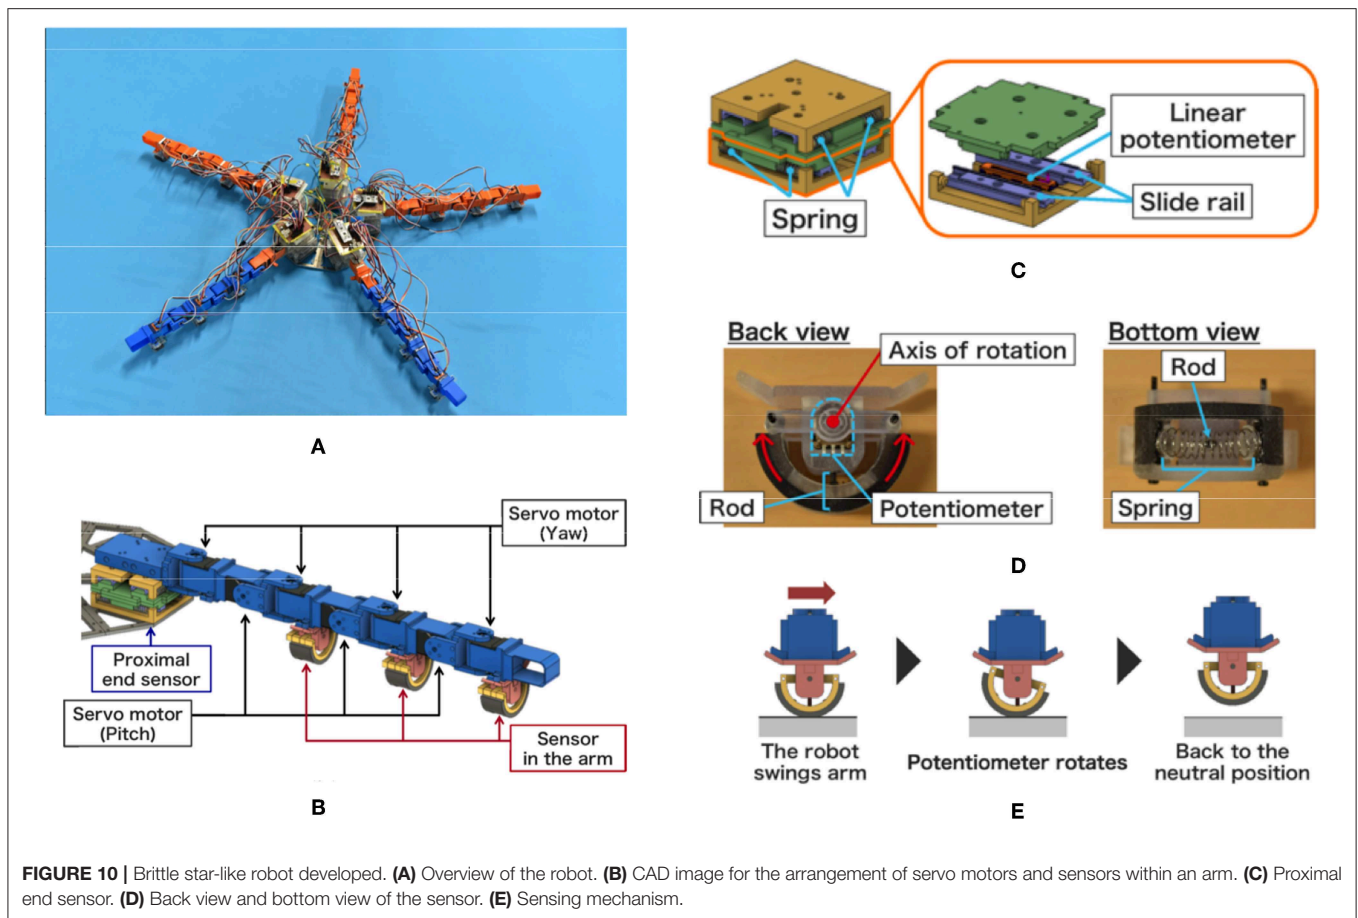 A
Servo motor
(Yaw)
Proximal
end sensor
Servo motor
(Pitch)
Sensor
in the arm
B
Linear
potentiometer
Slide rail
Spring
C
Back view
Axis of rotation
Rod
Potentiometer
Bottom view
Rod
Spring
D
The robot
swings arm
Potentiometer rotates
Back to the
neutral position
E
FIGURE 10 | Brittle star-like robot developed. (A) Overview of the robot. (B) CAD image for the arrangement of servo motors and sensors within an arm. (C) Proximal
end sensor. (D) Back view and bottom view of the sensor. (E) Sensing mechanism.